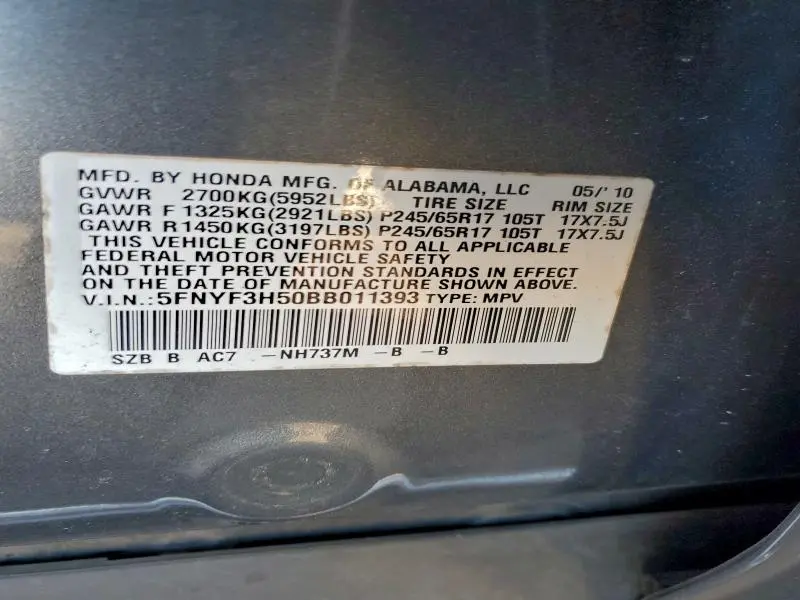 MFD. BY HONDA MFG. OF ALABAMA, LLC 05/'10
GVWR 2700KG(5952LBS) TIRE SIZE RIM SIZE
GAWR F 1325KG(2921LBS) P245/65R17 105T 17X7.5J
GAWR R1450KG(3197LBS) P245/65R17 105T 17X7.5J
THIS VEHICLE CONFORMS TO ALL APPLICABLE
FEDERAL MOTOR VEHICLE SAFETY
AND THEFT PREVENTION STANDARDS IN EFFECT
ON THE DATE OF MANUFACTURE SHOWN ABOVE.
V.I.N.:5FNYF3H50BB011393 TYPE: MPV
SZB B AC7 -NH737M -B -B